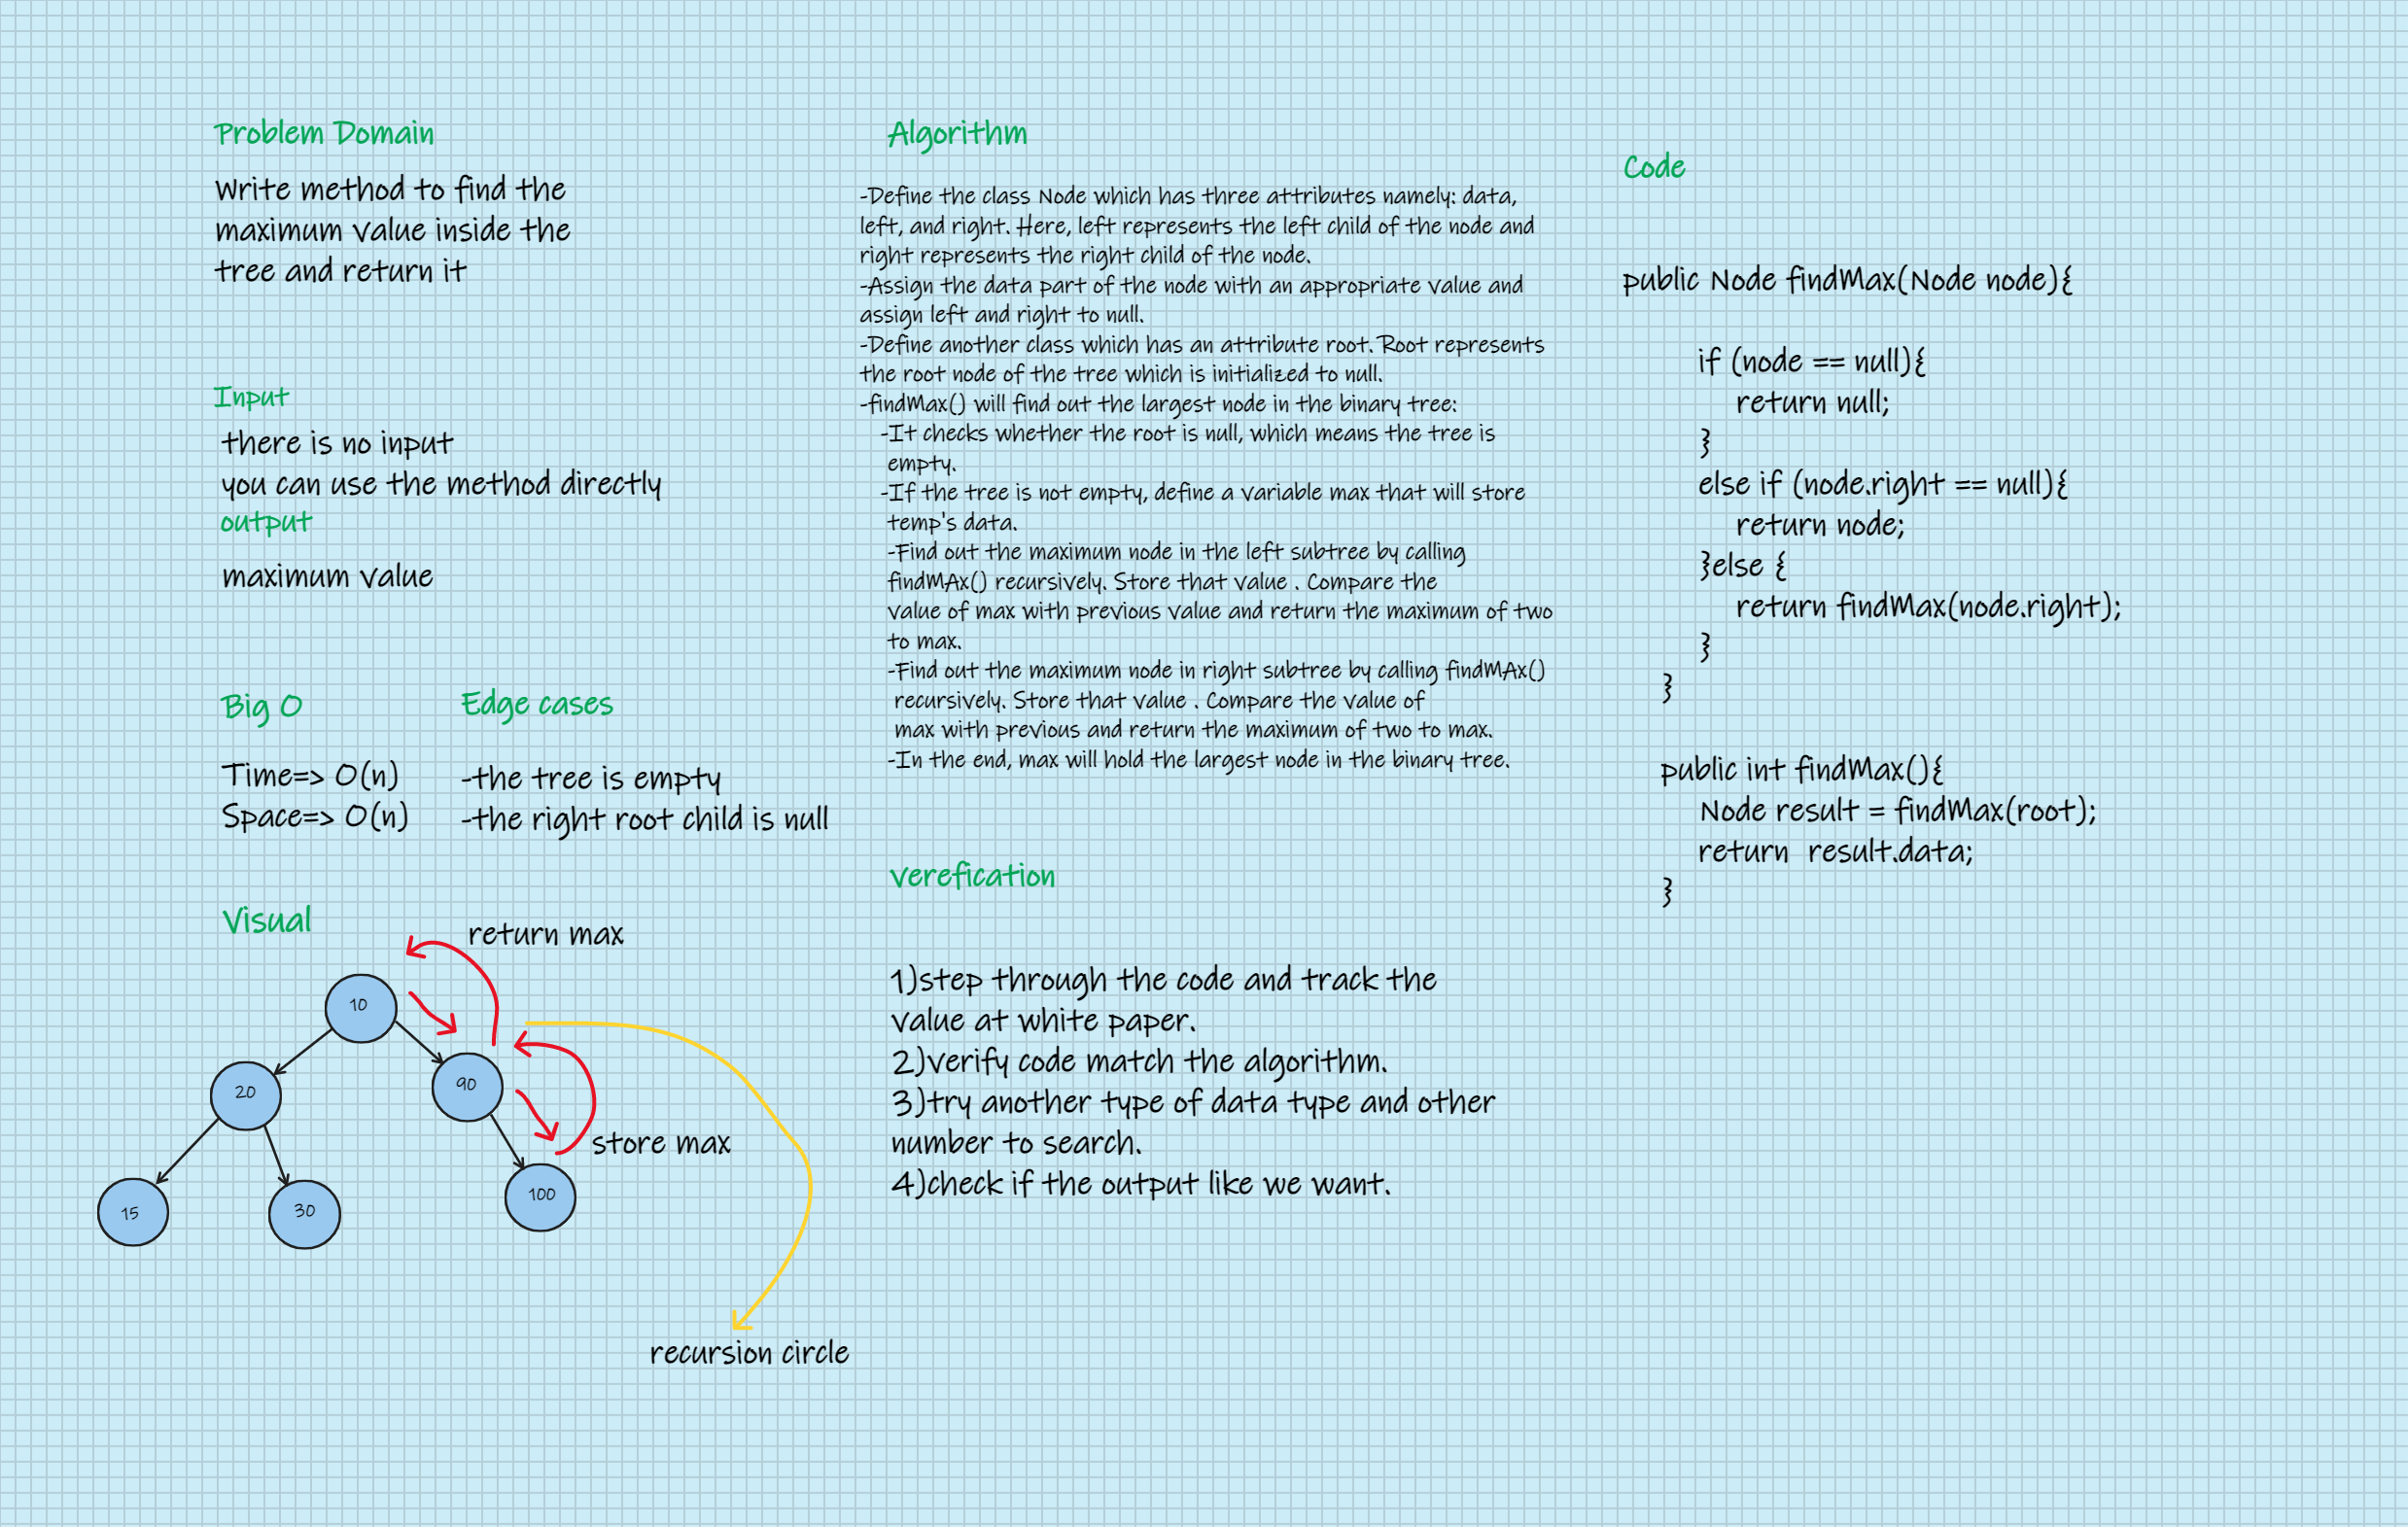 Problem Domain
Write method to find the
maximum value inside the
tree and return it
Input
there is no input
you can use the method directly
output
maximum value
Big O
Time=> O(n)
Space=> O(n)
Edge cases
-the tree is empty
-the right root child is null
Visual
return max
10
20
90
store max
15
30
100
recursion circle
Algorithm
-Define the class Node which has three attributes namely: data,
left, and right. Here, left represents the left child of the node and
right represents the right child of the node.
-Assign the data part of the node with an appropriate value and
assign left and right to null.
-Define another class which has an attribute root. Root represents
the root node of the tree which is initialized to null.
-findMax() will find out the largest node in the binary tree:
-It checks whether the root is null, which means the tree is
empty.
-If the tree is not empty, define a variable max that will store
temp's data.
-Find out the maximum node in the left subtree by calling
findMAx() recursively. Store that value . Compare the
value of max with previous value and return the maximum of two
to max.
-Find out the maximum node in right subtree by calling findMAx()
recursively. Store that value . Compare the value of
max with previous and return the maximum of two to max.
-In the end, max will hold the largest node in the binary tree.
verefication
1)step through the code and track the
value at white paper.
2)verify code match the algorithm.
3)try another type of data type and other
number to search.
4)check if the output like we want.
Code
public Node findMax(Node node){
if (node == null){
return null;
}
else if (node.right == null){
return node;
}else {
return findMax(node.right);
}
}
public int findMax(){
Node result = findMax(root);
return result.data;
}